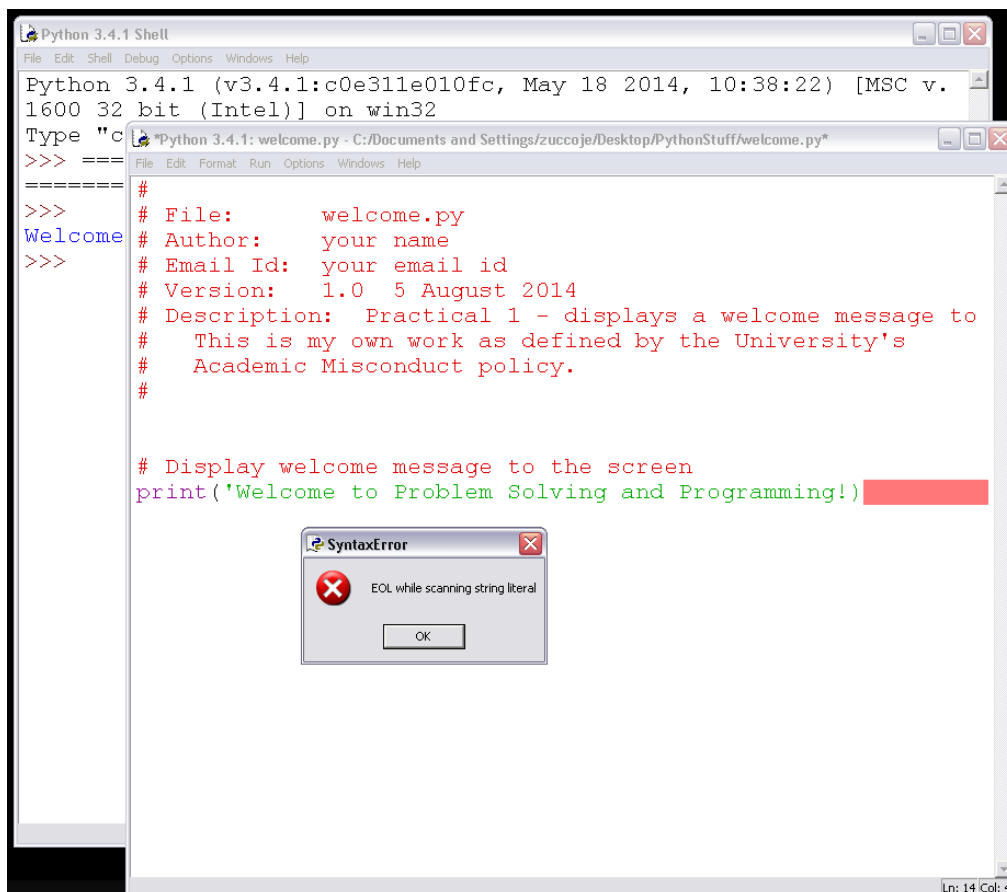 Python 3.4.1 Shell
File Edit Shell Debug Options Windows Help
Python 3.4.1 (v3.4.1:c0e311e010fc, May 18 2014, 10:38:22) [MSC v.
1600 32 bit (Intel)] on win32
Type "c
>>> ===
=======
>>>
Welcome
>>>
*Python 3.4.1: welcome.py - C:/Documents and Settings/zuccoje/Desktop/PythonStuff/welcome.py*
File Edit Format Run Options Windows Help
#
# File: welcome.py
# Author: your name
# Email Id: your email id
# Version: 1.0 5 August 2014
# Description: Practical 1 - displays a welcome message to
# This is my own work as defined by the University's
# Academic Misconduct policy.
#
# Display welcome message to the screen
print('Welcome to Problem Solving and Programming!)
SyntaxError
EOL while scanning string literal
OK
Ln: 14 Col: